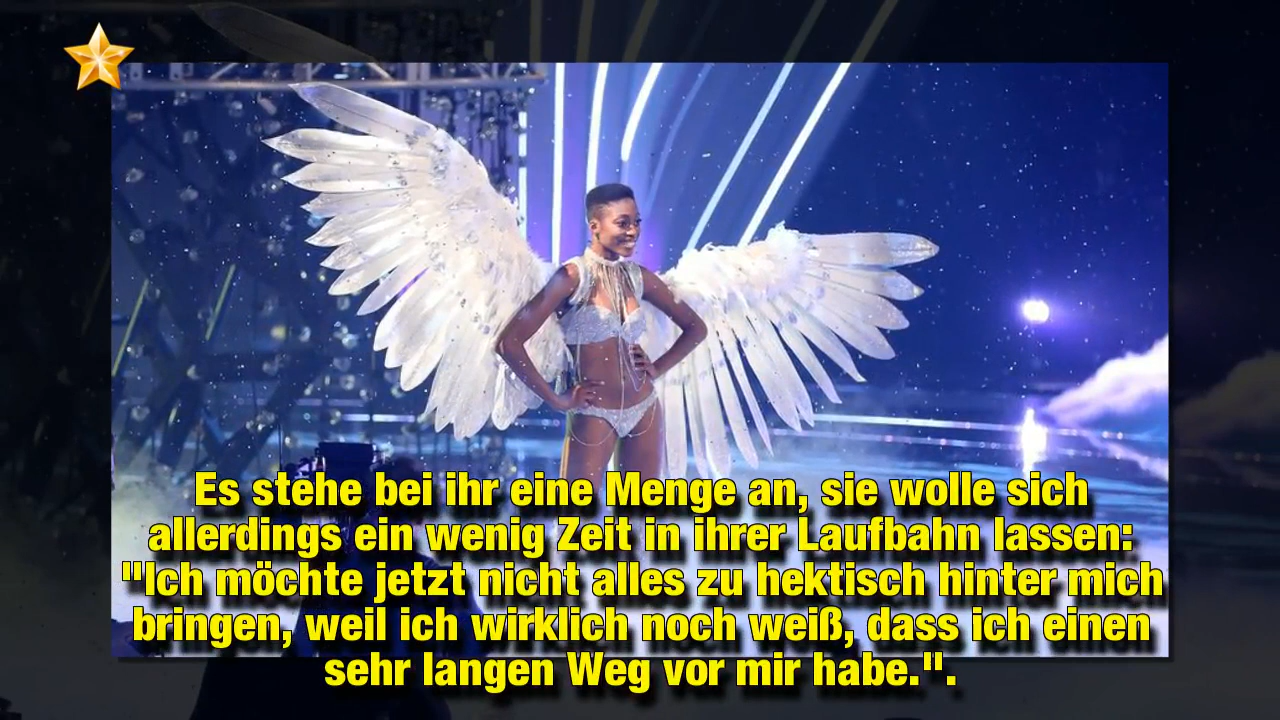 Es stehe bei ihr eine Menge an, sie wolle sich
allerdings ein wenig Zeit in ihrer Laufbahn lassen:
"Ich möchte jetzt nicht alles zu hektisch hinter mich
bringen, weil ich wirklich noch weiß, dass ich einen
sehr langen Weg vor mir habe.".